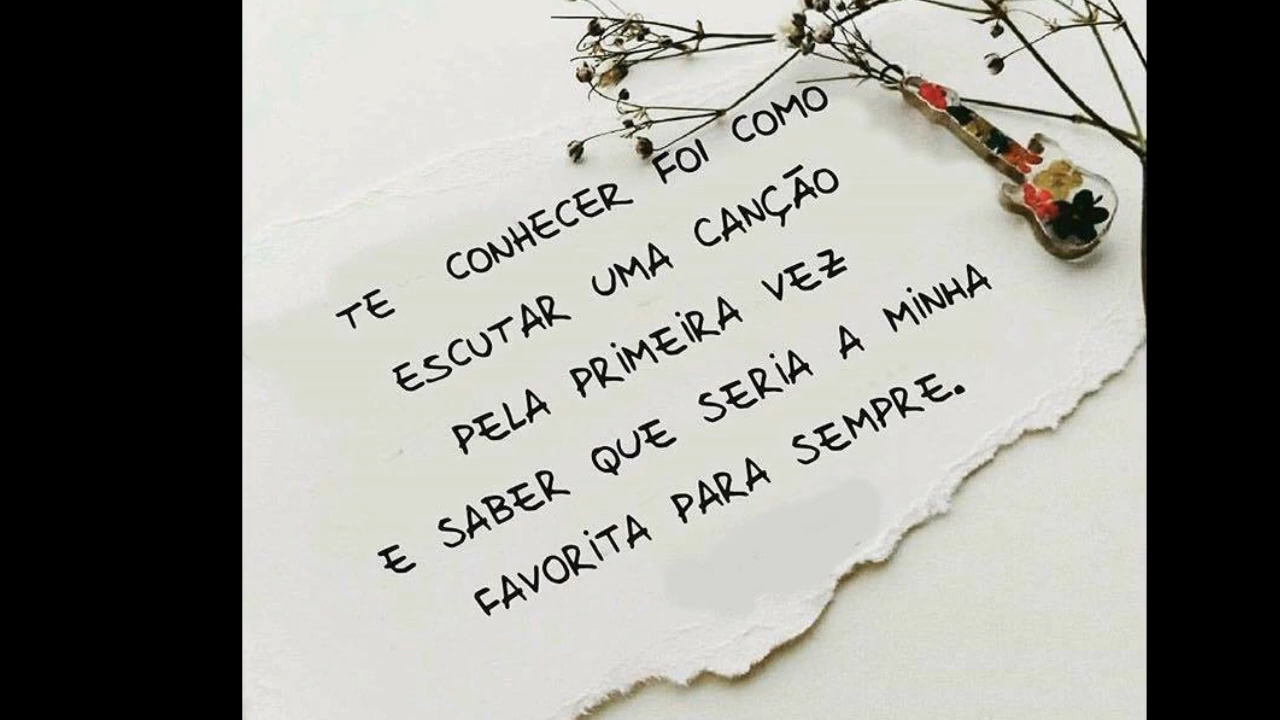 TE CONHECER FOI COMO
ESCUTAR UMA CANÇÃO
PELA PRIMEIRA VEZ
E SABER QUE SERIA A MINHA
FAVORITA PARA SEMPRE.